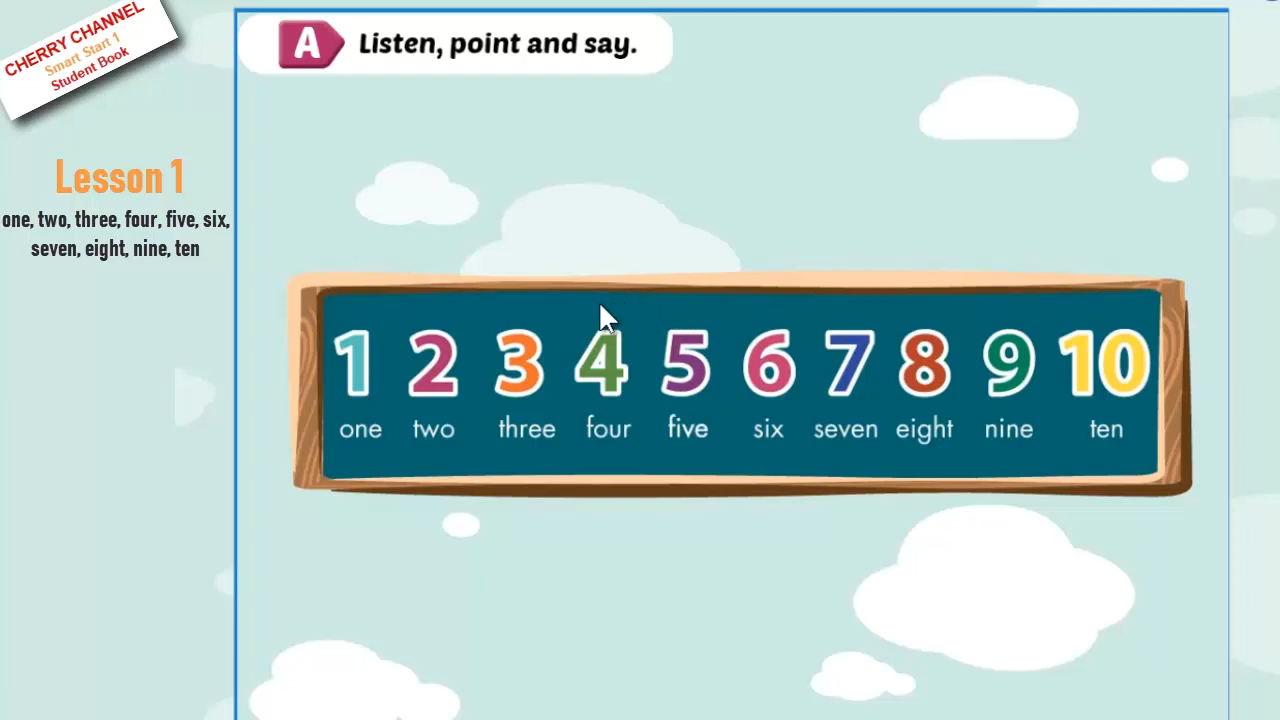 CHERRY CHANNEL
Smart Start 1
Student Book
Lesson 1
one, two, three, four, five, six,
seven, eight, nine, ten
A Listen, point and say.
1 2 3 4 5 6 7 8 9 10
one two three four five six seven eight nine ten